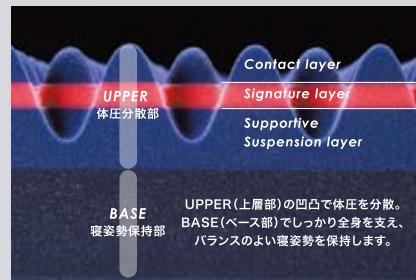 Contact layer
Signature layer
UPPER
体圧分散部
Supportive
Suspension layer
BASE
寝姿勢保持部
UPPER(上層部)の凹凸で体圧を分散。
BASE(ベース部)でしっかり全身を支え、
バランスのよい寝姿勢を保持します。